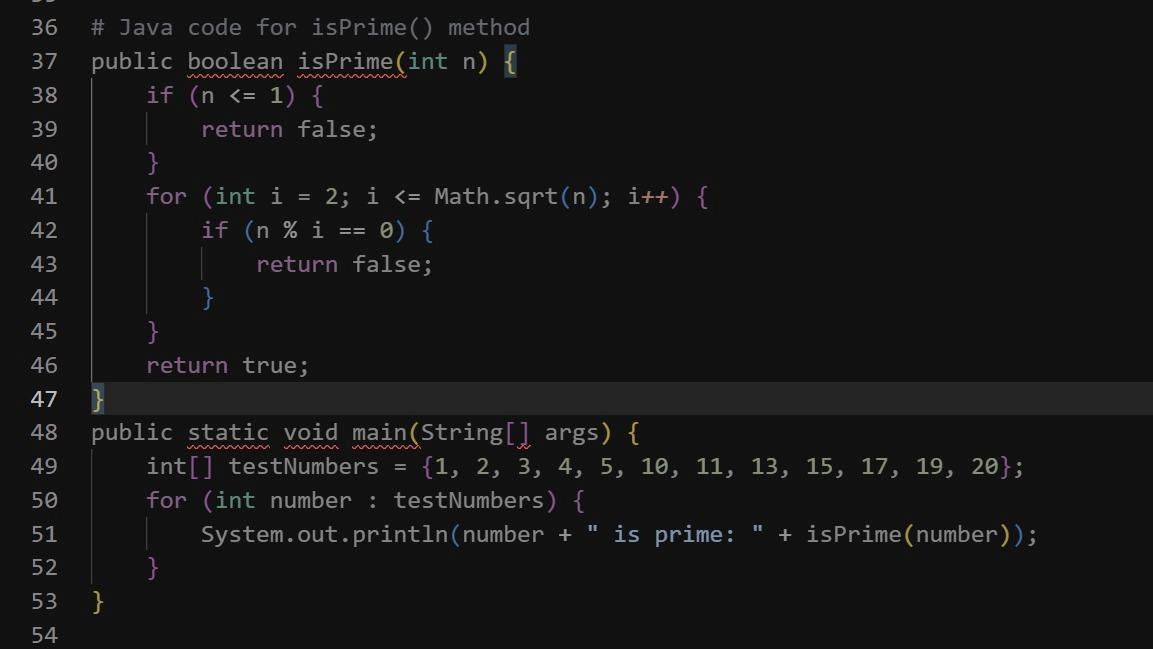 36 # Java code for isPrime() method
37 public boolean isPrime(int n) {
38     if (n <= 1) {
39         return false;
40     }
41     for (int i = 2; i <= Math.sqrt(n); i++) {
42         if (n % i == 0) {
43             return false;
44         }
45     }
46     return true;
47 }
48 public static void main(String[] args) {
49     int[] testNumbers = {1, 2, 3, 4, 5, 10, 11, 13, 15, 17, 19, 20};
50     for (int number : testNumbers) {
51         System.out.println(number + " is prime: " + isPrime(number));
52     }
53 }
54